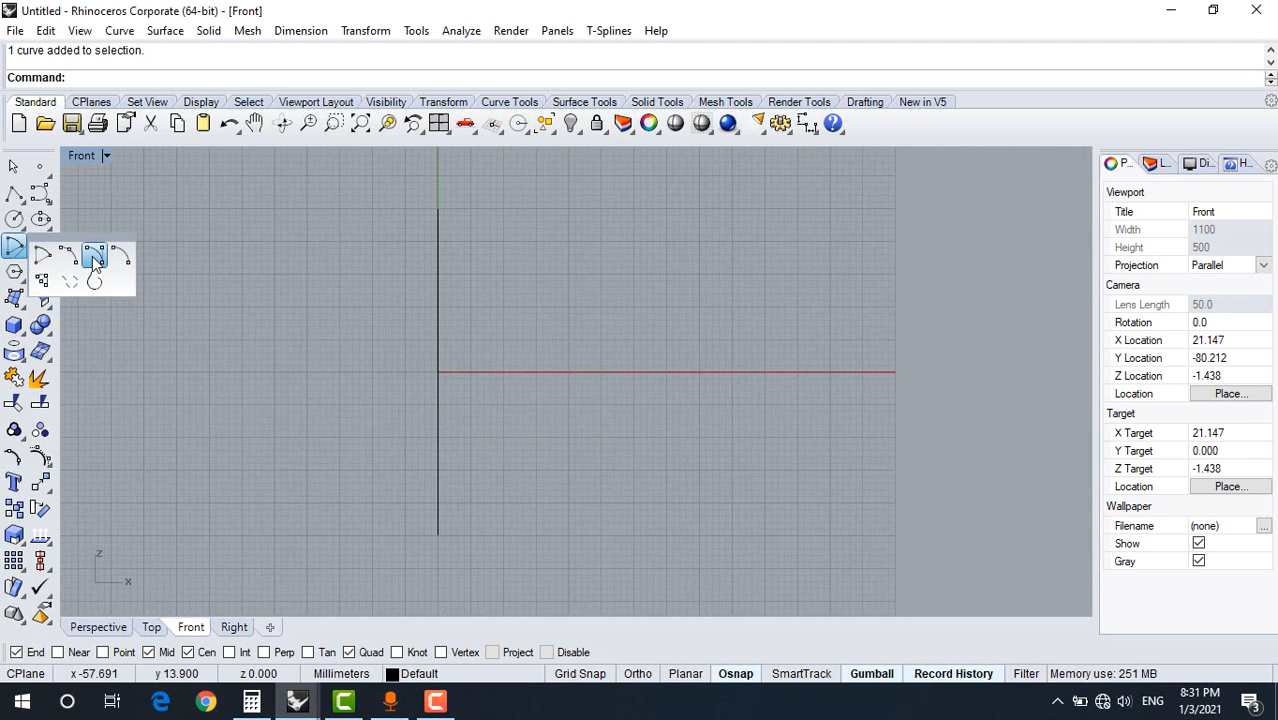 Untitled - Rhinoceros Corporate (64-bit) - [Front]
File Edit View Curve Surface Solid Mesh Dimension Transform Tools Analyze Render Panels T-Splines Help
1 curve added to selection.
Command:
Standard CPlanes Set View Display Select Viewport Layout Visibility Transform Curve Tools Surface Tools Solid Tools Mesh Tools Render Tools Drafting New in V5
Front
P... L... Di... H...
Viewport
Title Front
Width 1100
Height 500
Projection Parallel
Camera
Lens Length 50.0
Rotation 0.0
X Location 21.147
Y Location -80.212
Z Location -1.438
Location Place...
Target
X Target 21.147
Y Target 0.000
Z Target -1.438
Location Place...
Wallpaper
Filename (none) ...
Show
Gray
z
x
Perspective Top Front Right
End Near Point Mid Cen Int Perp Tan Quad Knot Vertex Project Disable
CPlane x -57.691 y 13.900 z 0.000 Millimeters Default Grid Snap Ortho Planar Osnap SmartTrack Gumball Record History Filter Memory use: 251 MB
ENG
8:31 PM
1/3/2021
3